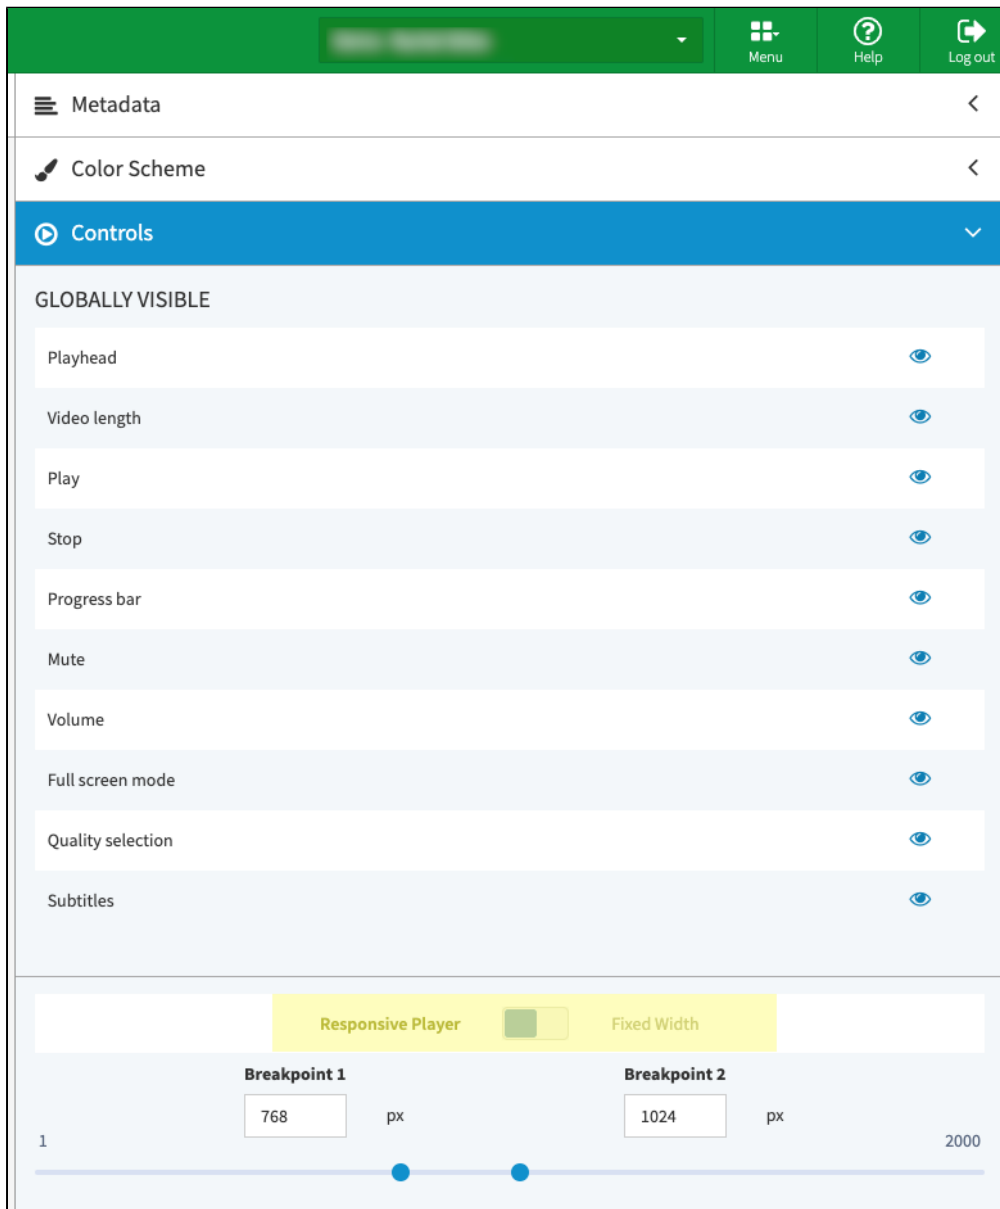 Menu
Help
Log out
Metadata
Color Scheme
Controls
GLOBALLY VISIBLE
Playhead
Video length
Play
Stop
Progress bar
Mute
Volume
Full screen mode
Quality selection
Subtitles
Responsive Player Fixed Width
Breakpoint 1 Breakpoint 2
768 px 1024 px
1 2000